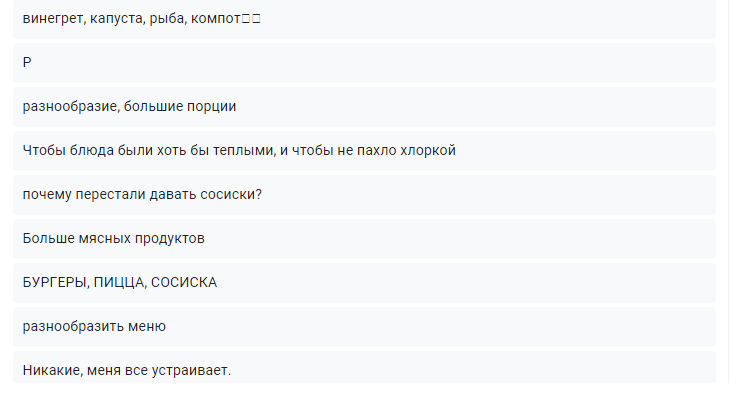 винегрет, капуста, рыба, компот□□
Р
разнообразие, большие порции
Чтобы блюда были хоть бы теплыми, и чтобы не пахло хлоркой
почему перестали давать сосиски?
Больше мясных продуктов
БУРГЕРЫ, ПИЦЦА, СОСИСКА
разнообразить меню
Никакие, меня все устраивает.